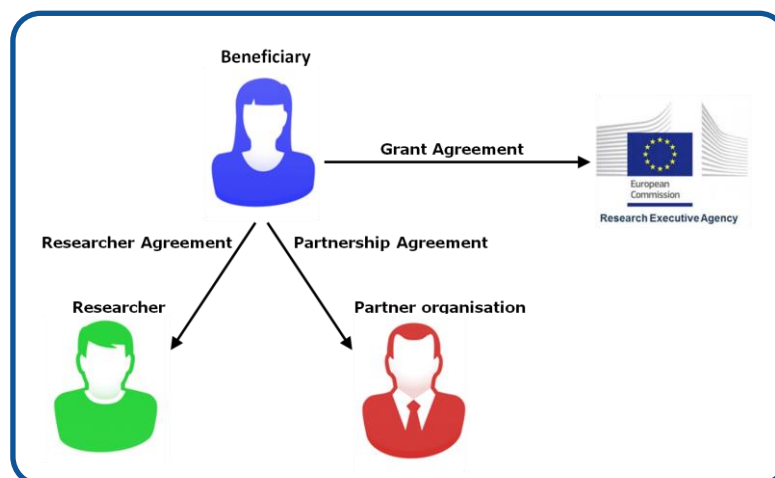 Beneficiary
Grant Agreement
European
Commission
Research Executive Agency
Researcher Agreement
Partnership Agreement
Researcher
Partner organisation